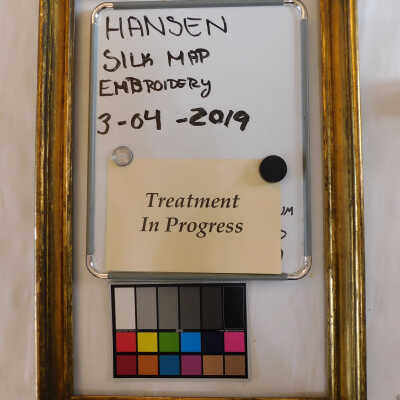 HANSEN
SILK MAP
EMBROIDERY
3-04-2019
Treatment
In Progress